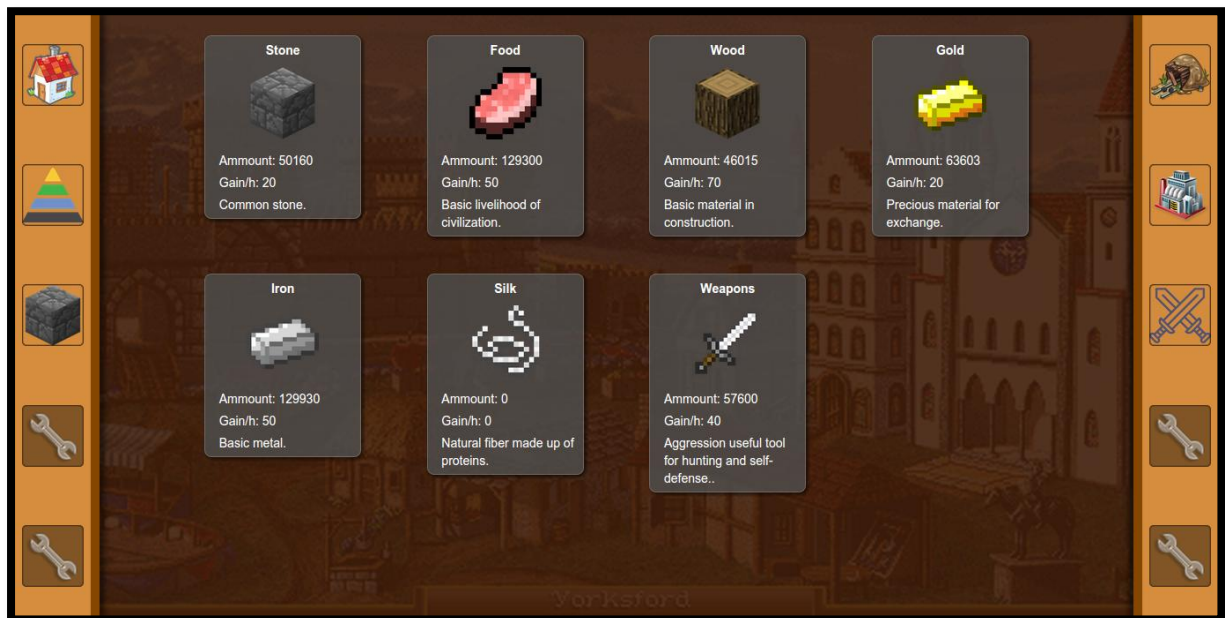 Stone
Ammount: 50160
Gain/h: 20
Common stone.
Food
Ammount: 129300
Gain/h: 50
Basic livelihood of
civilization.
Wood
Ammount: 46015
Gain/h: 70
Basic material in
construction.
Gold
Ammount: 63603
Gain/h: 20
Precious material for
exchange.
Iron
Ammount: 129930
Gain/h: 50
Basic metal.
Silk
Ammount: 0
Gain/h: 0
Natural fiber made up of
proteins.
Weapons
Ammount: 57600
Gain/h: 40
Aggression useful tool
for hunting and self-
defense..
Yorksford